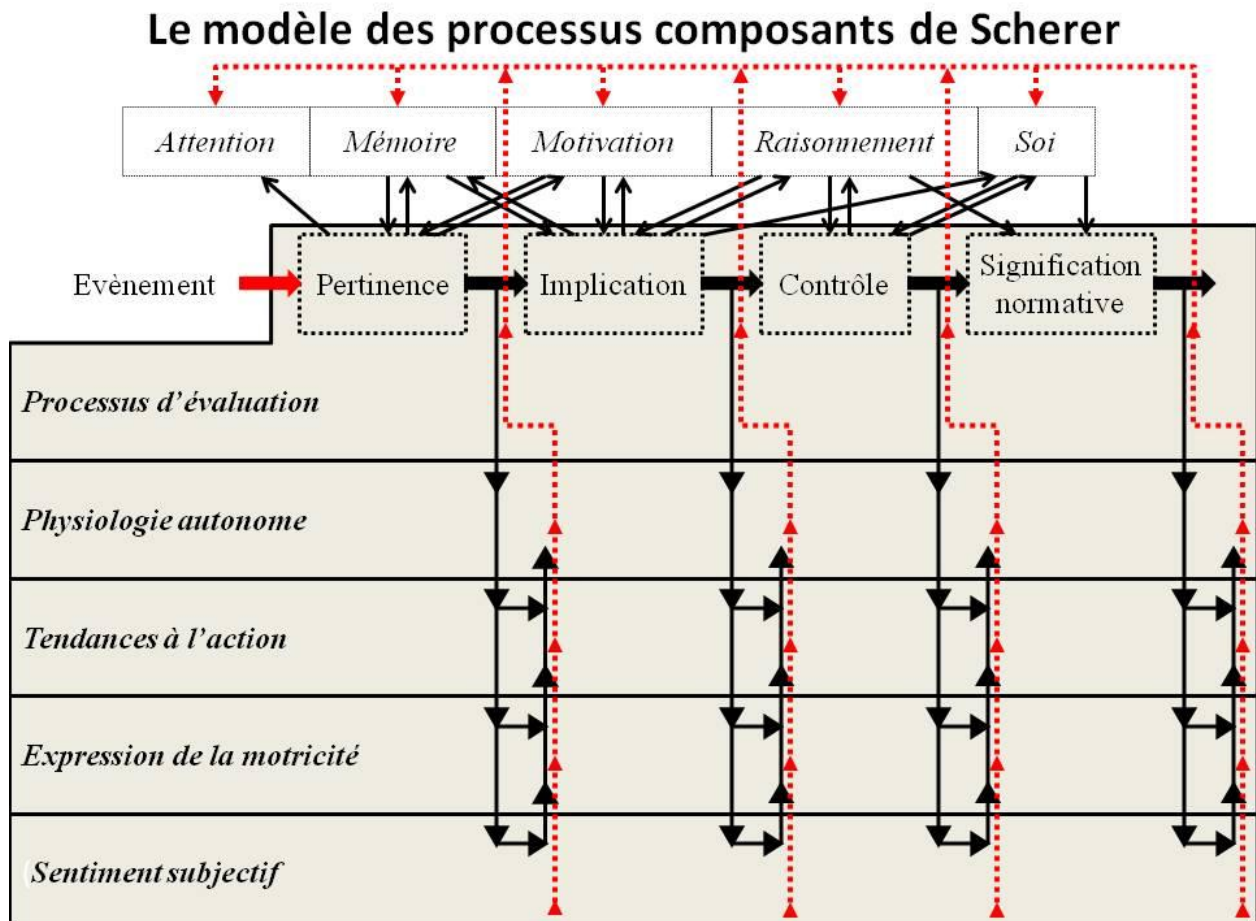 Le modèle des processus composants de Scherer
Attention
Mémoire
Motivation
Raisonnement
Soi
Evènement
Pertinence
Implication
Contrôle
Signification
normative
Processus d'évaluation
Physiologie autonome
Tendances à l'action
Expression de la motricité
(Sentiment subjectif